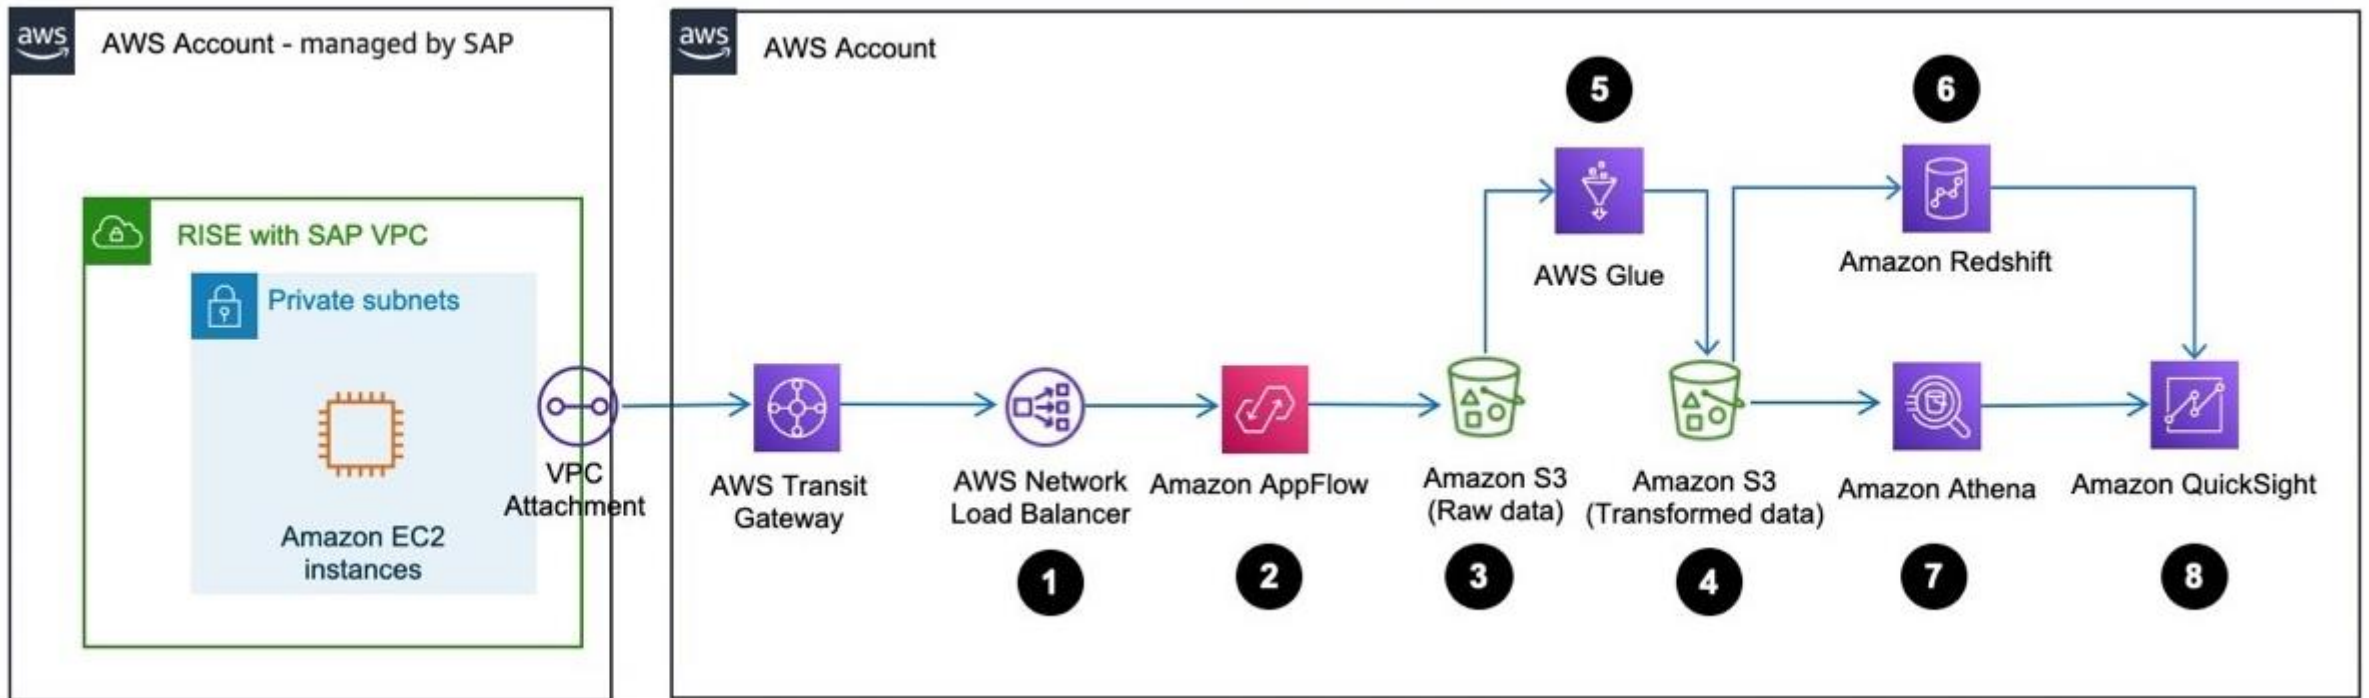 aws
AWS Account - managed by SAP
RISE with SAP VPC
Private subnets
Amazon EC2
instances
VPC
Attachment
aws
AWS Account
5
6
AWS Glue
Amazon Redshift
AWS Transit
Gateway
AWS Network
Load Balancer
Amazon AppFlow
Amazon S3
(Raw data)
Amazon S3
(Transformed data)
Amazon Athena
Amazon QuickSight
1
2
3
4
7
8